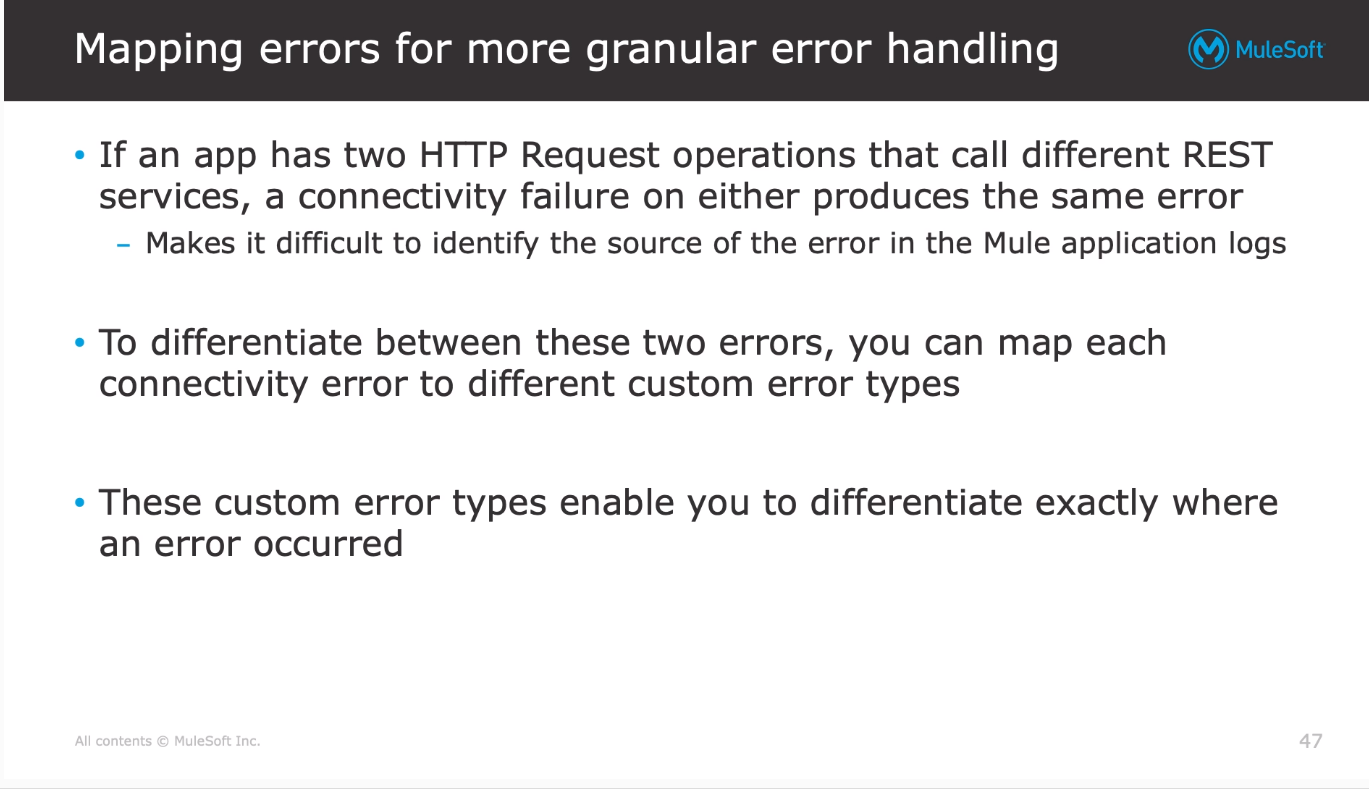 Mapping errors for more granular error handling
MuleSoft
• If an app has two HTTP Request operations that call different REST
services, a connectivity failure on either produces the same error
– Makes it difficult to identify the source of the error in the Mule application logs
• To differentiate between these two errors, you can map each
connectivity error to different custom error types
• These custom error types enable you to differentiate exactly where
an error occurred
All contents © MuleSoft Inc.
47